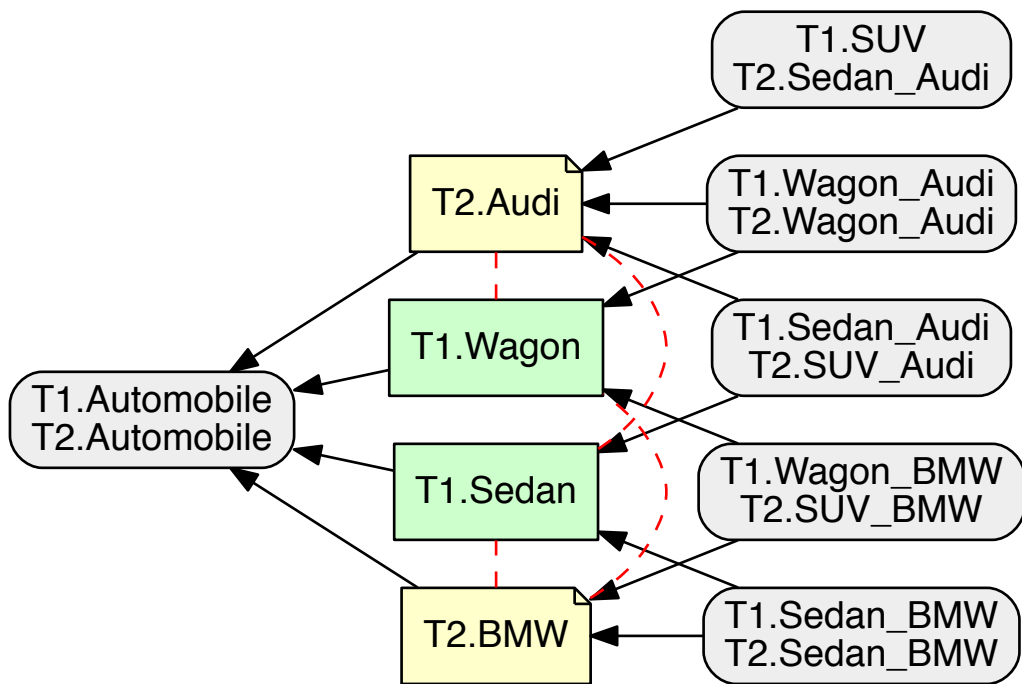 T1.SUV
T2.Sedan_Audi
T2.Audi
T1.Wagon_Audi
T2.Wagon_Audi
T1.Wagon
T1.Sedan_Audi
T2.SUV_Audi
T1.Automobile
T2.Automobile
T1.Sedan
T1.Wagon_BMW
T2.SUV_BMW
T2.BMW
T1.Sedan_BMW
T2.Sedan_BMW